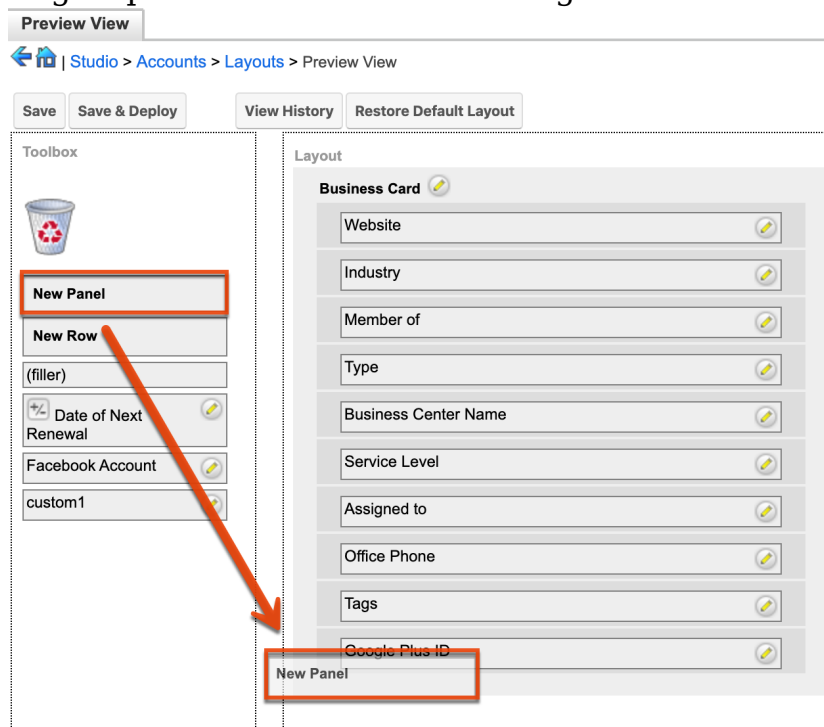 Preview View
| Studio > Accounts > Layouts > Preview View
Save Save & Deploy View History Restore Default Layout
Toolbox
Layout
Business Card
New Panel
New Row
(filler)
+/- Date of Next
Renewal
Facebook Account
custom1
Website
Industry
Member of
Type
Business Center Name
Service Level
Assigned to
Office Phone
Tags
Google Plus ID
New Panel